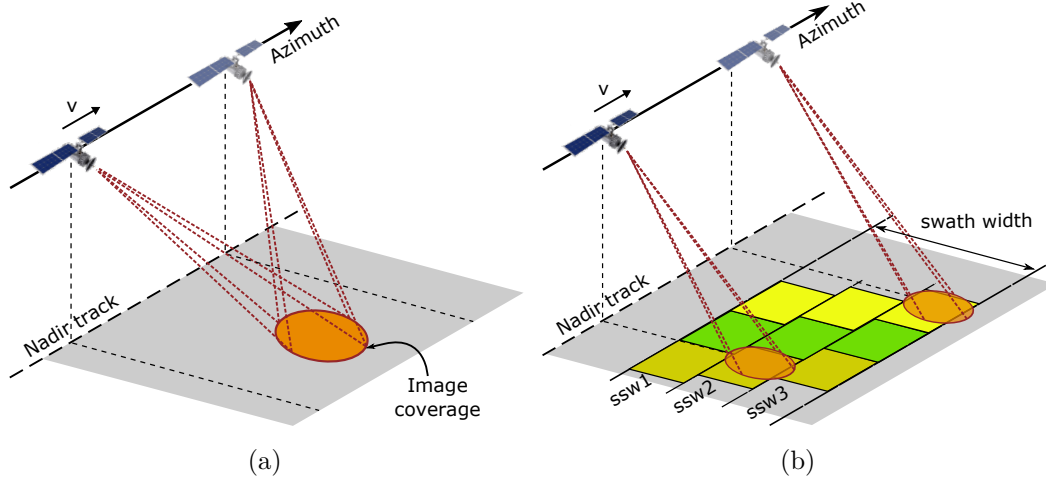 Azimuth
v
Nadir track
Image
coverage
(a)
Azimuth
v
swath width
Nadir track
ssw1
ssw2
ssw3
(b)